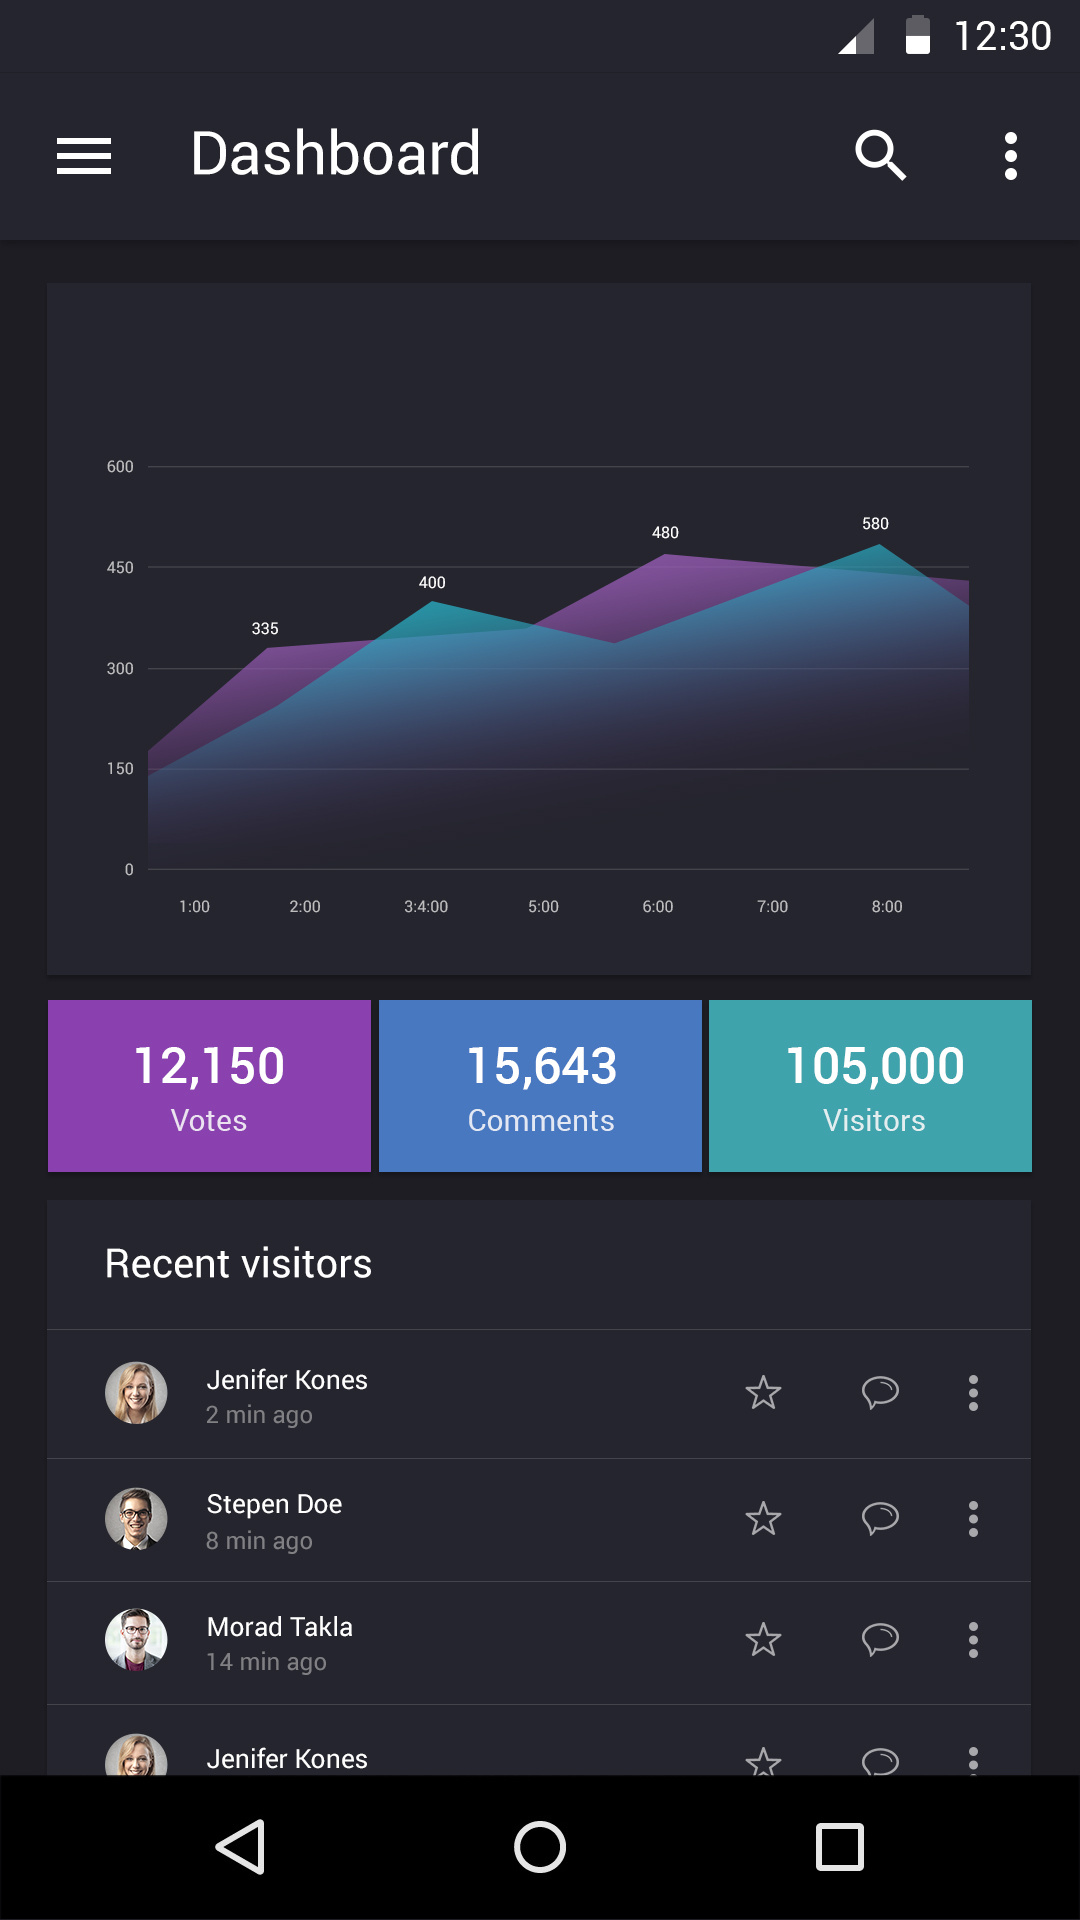 12:30
Dashboard
600
580
480
450
400
335
300
150
0
1:00 2:00 3:4:00 5:00 6:00 7:00 8:00
12,150 15,643 105,000
Votes Comments Visitors
Recent visitors
Jenifer Kones
2 min ago
Stepen Doe
8 min ago
Morad Takla
14 min ago
Jenifer Kones